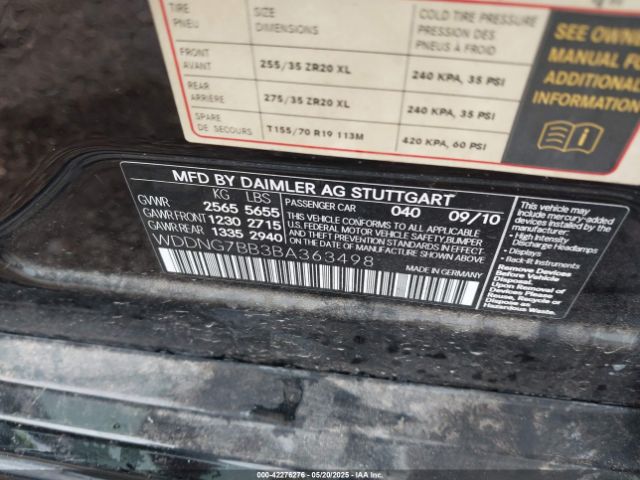 TIRE SIZE COLD TIRE PRESSURE
PNEU DIMENSIONS PRESSION DES
PNEUS À FROID
FRONT
AVANT 255/35 ZR20 XL 240 KPA, 35 PSI
REAR
ARRIÈRE 275/35 ZR20 XL 240 KPA, 35 PSI
SPARE
DE SECOURS T155/70 R19 113M 420 KPA, 60 PSI
SEE OWNE
MANUAL FO
ADDITIONAL
INFORMATION
MFD BY DAIMLER AG STUTTGART
KG LBS
GVWR 2565 5655
GAWR FRONT 1230 2715
GAWR REAR 1335 2940
PASSENGER CAR 040 09/10
THIS VEHICLE CONFORMS TO ALL APPLICABLE
U.S. FEDERAL MOTOR VEHICLE SAFETY,BUMPER,
AND THEFT PREVENTION STANDARDS IN EFFECT
ON THE DATE OF MANUFACTURE SHOWN ABOVE.
WDDNG7BB3BA363498
MADE IN GERMANY
This vehicle may include
mercury-added devices
installed by manufacturer:
- High Intensity
Discharge Headlamps
- Back-lit Instruments
Remove Devices
Before Vehicle
Disposal.
Upon Removal of
Devices Please
Reuse, Recycle or
Dispose as
Hazardous Waste.
000-42276276 - 05/20/2025 - IAAI.COM